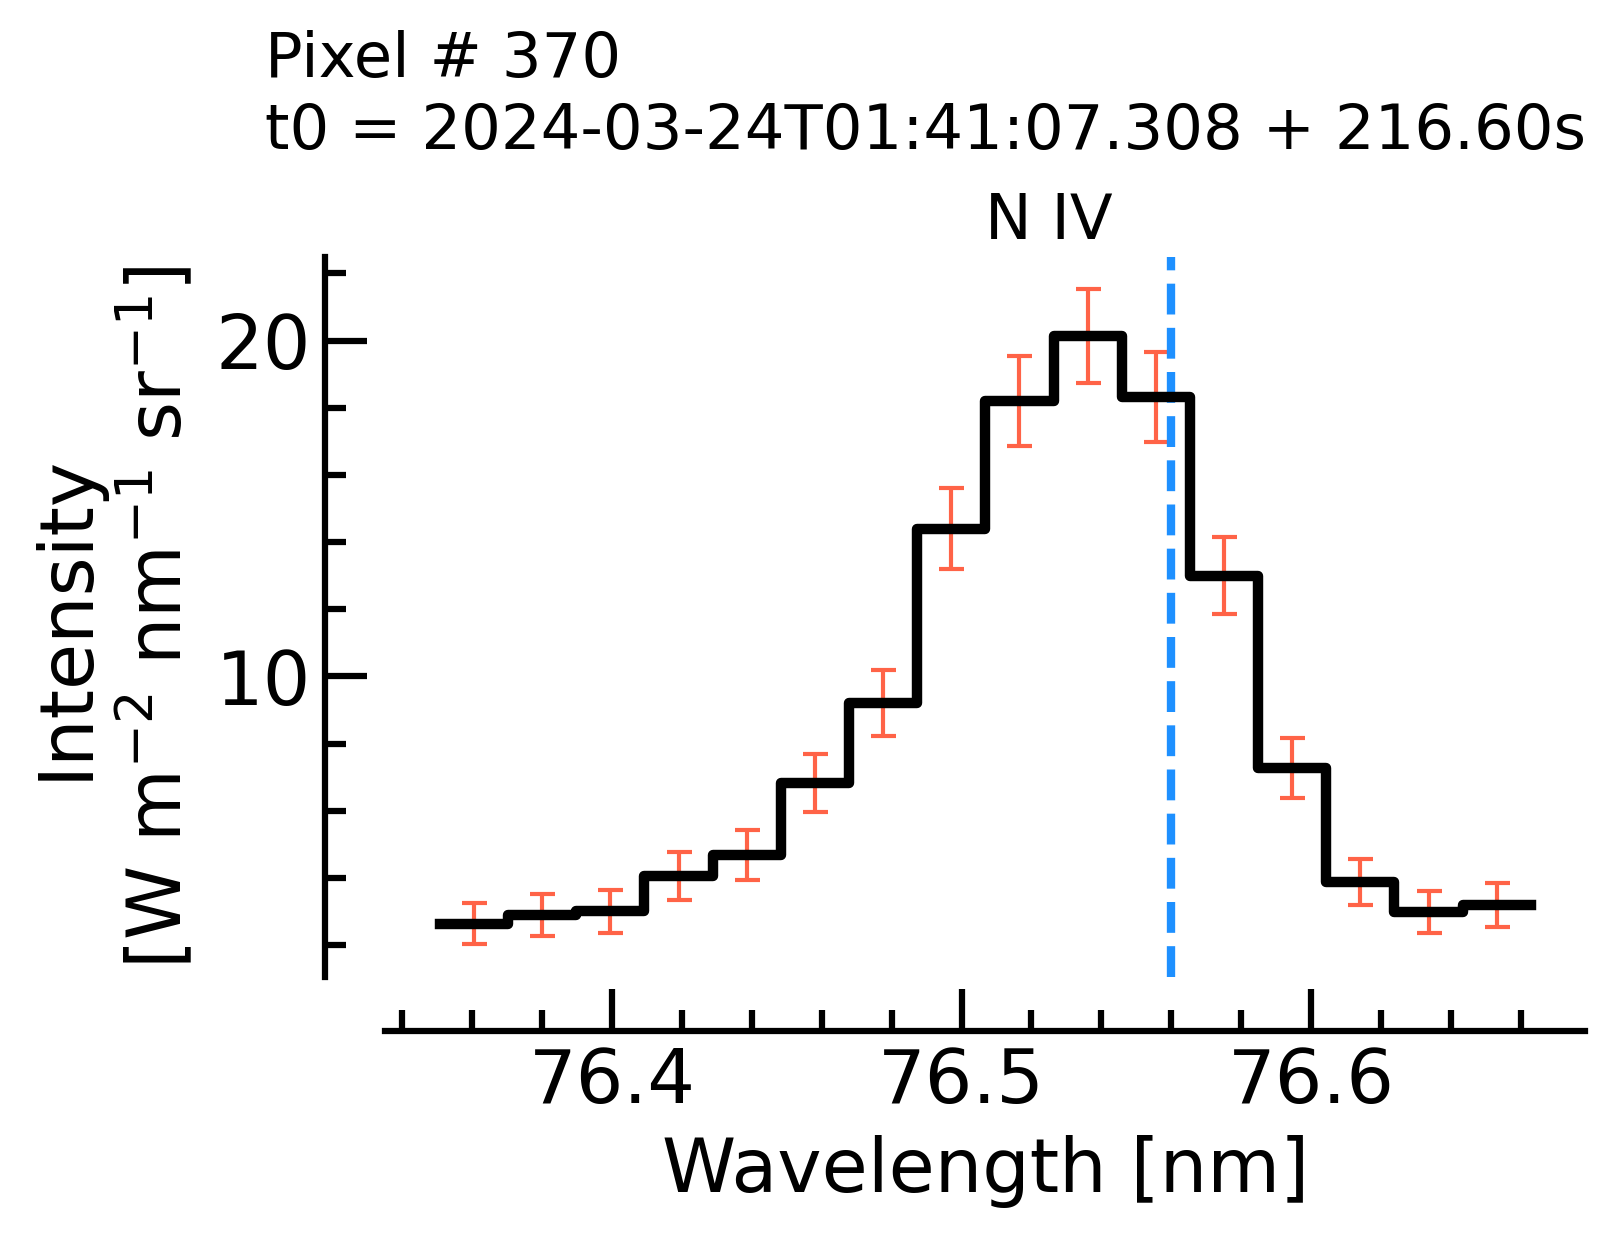 Pixel # 370
t0 = 2024-03-24T01:41:07.308 + 216.60s
N IV
Intensity
[W m⁻² nm⁻¹ sr⁻¹]
20
10
76.4 76.5 76.6
Wavelength [nm]